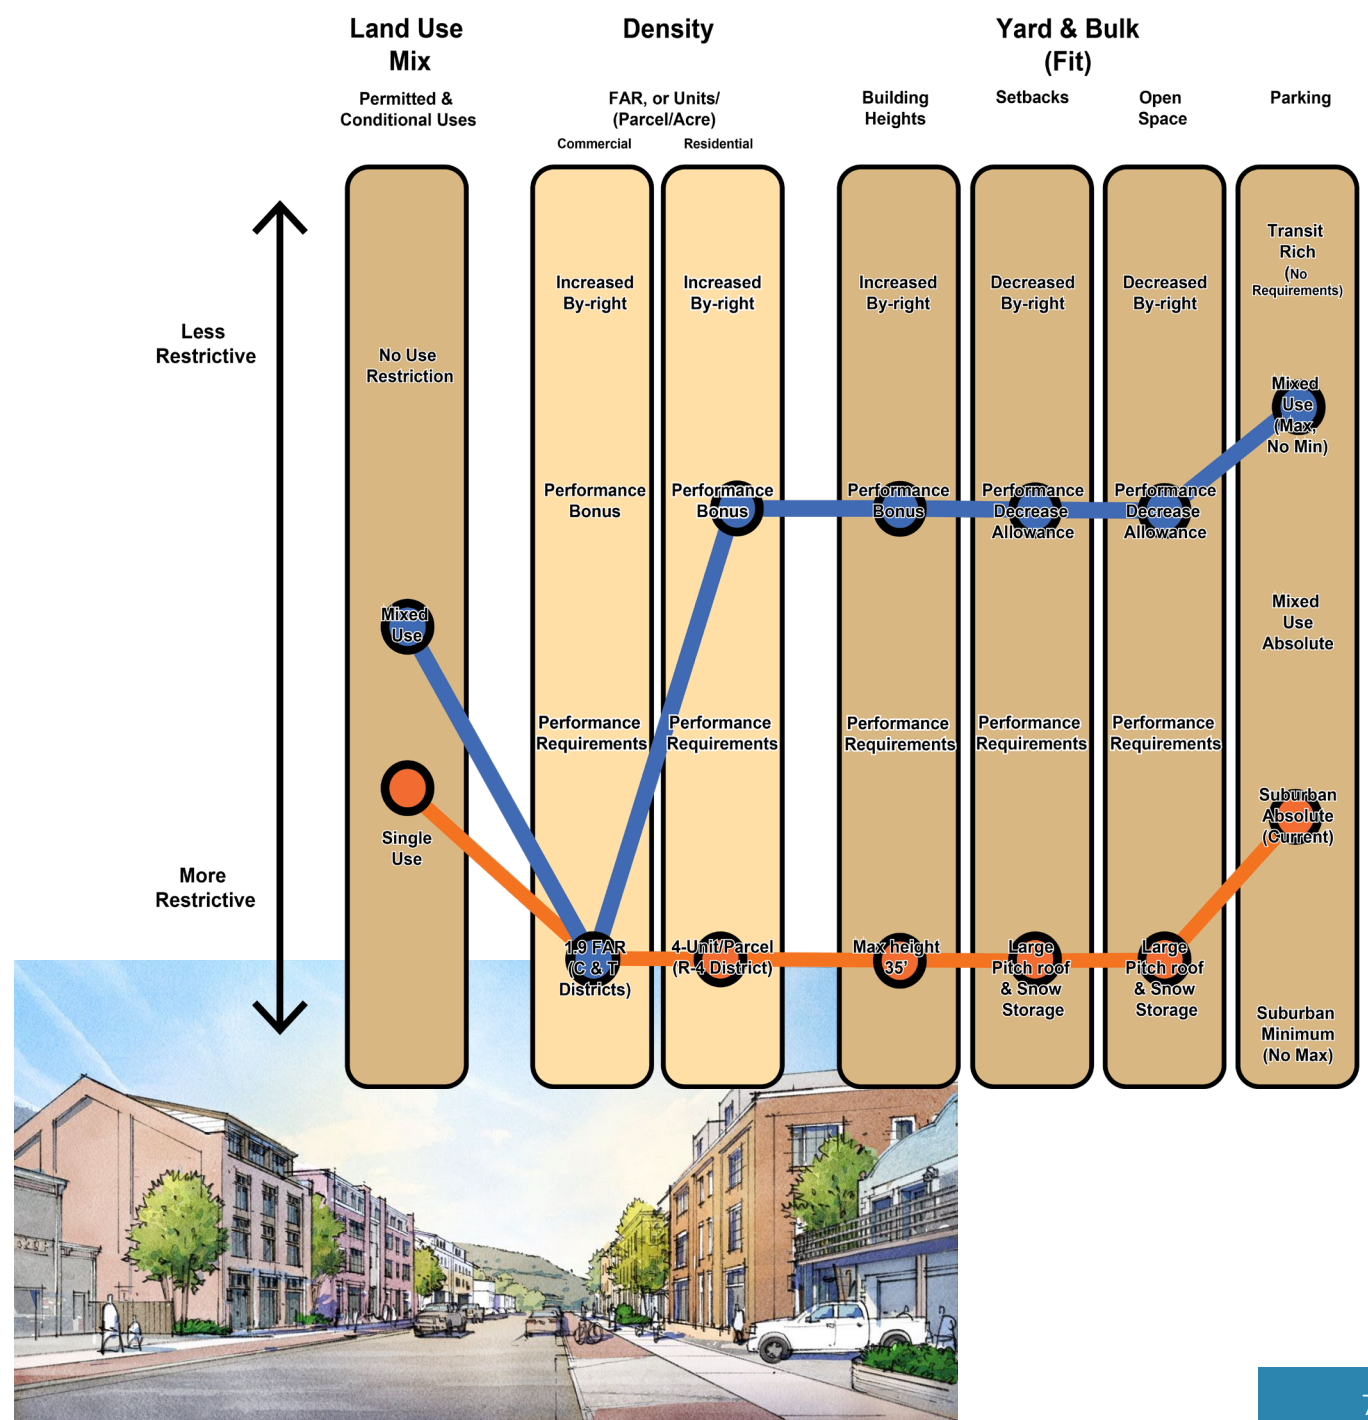 Land Use
Mix
Density
Yard & Bulk
(Fit)
Permitted &
Conditional Uses
FAR, or Units/
(Parcel/Acre)
Commercial
Residential
Building
Heights
Setbacks
Open
Space
Parking
Less
Restrictive
More
Restrictive
No Use
Restriction
Mixed
Use
Single
Use
Increased
By-right
Performance
Bonus
Performance
Requirements
1.9 FAR
(C & T
Districts)
Increased
By-right
Performance
Bonus
Performance
Requirements
4-Unit/Parcel
(R-4 District)
Increased
By-right
Performance
Bonus
Performance
Requirements
Max height
35’
Decreased
By-right
Performance
Decrease
Allowance
Performance
Requirements
Large
Pitch roof
& Snow
Storage
Decreased
By-right
Performance
Decrease
Allowance
Performance
Requirements
Large
Pitch roof
& Snow
Storage
Transit
Rich
(No
Requirements)
Mixed
Use
(Max,
No Min)
Mixed
Use
Absolute
Suburban
Absolute
(Current)
Suburban
Minimum
(No Max)